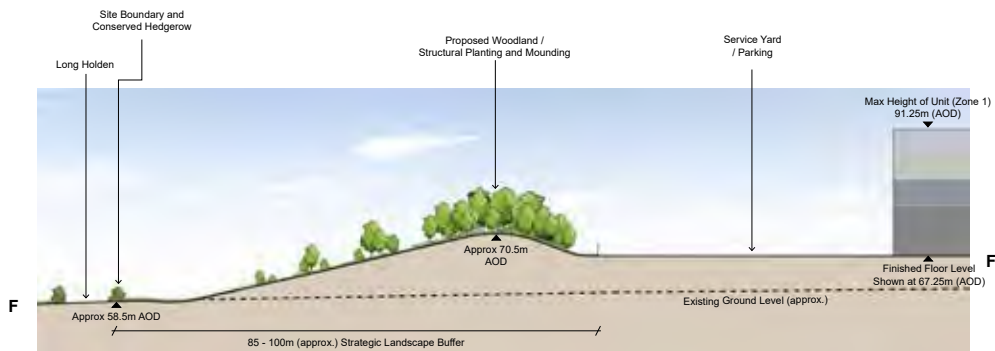 Site Boundary and
Conserved Hedgerow
Long Holden
Proposed Woodland /
Structural Planting and Mounding
Service Yard
/ Parking
Max Height of Unit (Zone 1)
91.25m (AOD)
Approx 70.5m
AOD
F
F
Finished Floor Level
Shown at 67.25m (AOD)
Existing Ground Level (approx.)
Approx 58.5m AOD
85 - 100m (approx.) Strategic Landscape Buffer